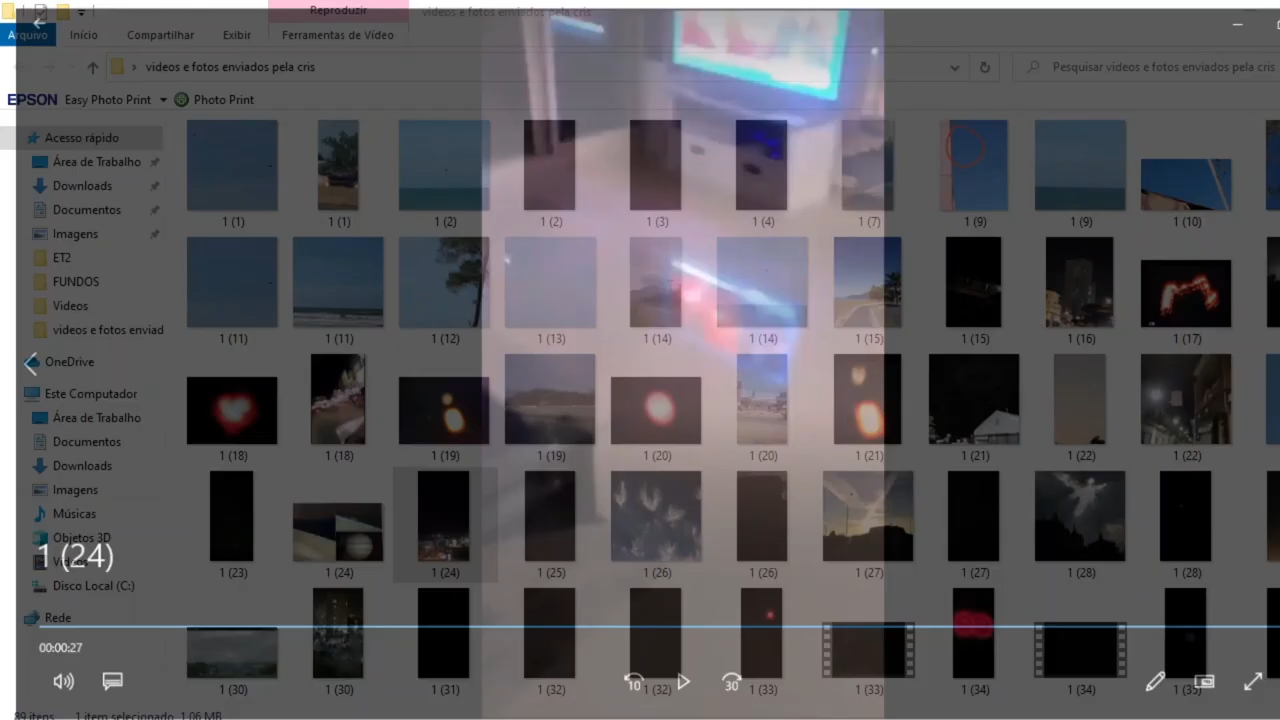 Reproduzir
videos e fotos enviados pela cris
Arquivo
Início
Compartilhar
Exibir
Ferramentas de Vídeo
videos e fotos enviados pela cris
Pesquisar videos e fotos enviados pela cris
EPSON Easy Photo Print
Photo Print
Acesso rápido
Área de Trabalho
Downloads
Documentos
Imagens
ET2
FUNDOS
Videos
videos e fotos enviad
OneDrive
Este Computador
Área de Trabalho
Documentos
Downloads
Imagens
Músicas
Objetos 3D
Disco Local (C:)
Rede
1 (1)
1 (1)
1 (2)
1 (2)
1 (3)
1 (4)
1 (7)
1 (9)
1 (9)
1 (10)
1 (11)
1 (11)
1 (12)
1 (13)
1 (14)
1 (14)
1 (15)
1 (15)
1 (16)
1 (17)
1 (18)
1 (18)
1 (19)
1 (19)
1 (20)
1 (20)
1 (21)
1 (21)
1 (22)
1 (22)
1 (23)
1 (24)
1 (24)
1 (25)
1 (26)
1 (26)
1 (27)
1 (27)
1 (28)
1 (28)
1 (30)
1 (30)
1 (31)
1 (32)
1 (32)
1 (33)
1 (33)
1 (34)
1 (34)
1 (35)
1 (24)
00:00:27
10
30
89 itens
1 item selecionado 1,06 MB